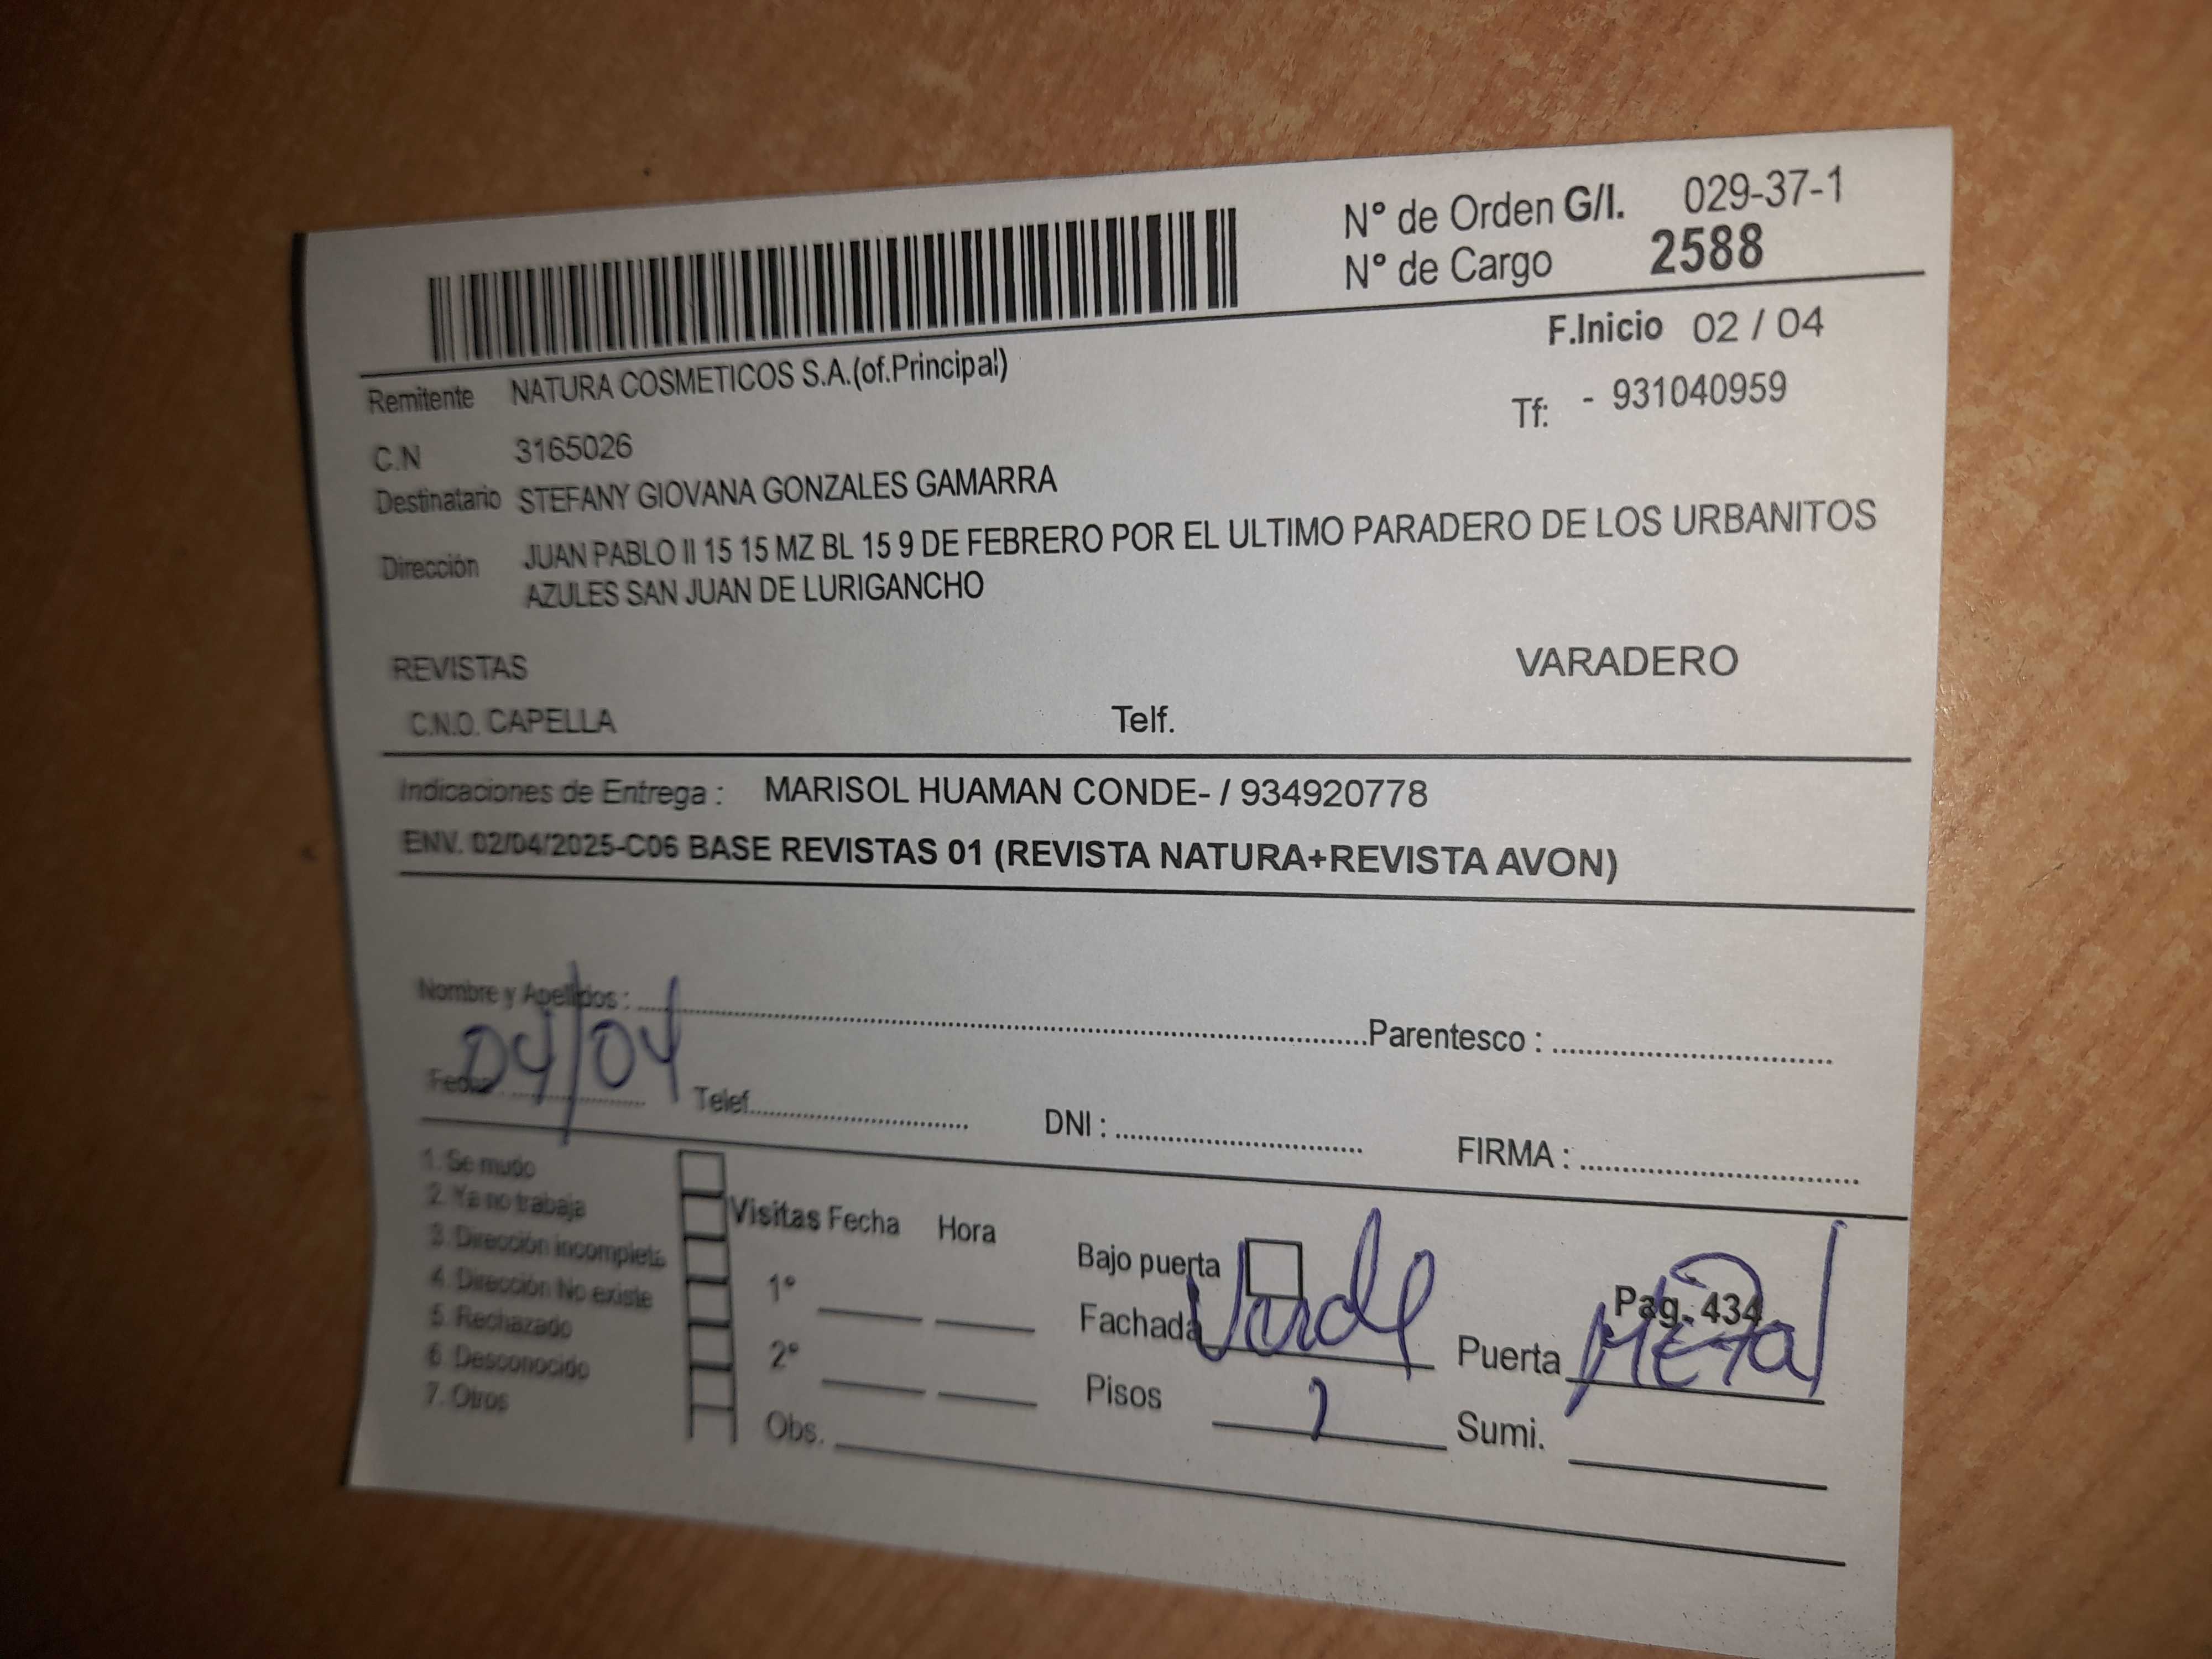 N° de Orden G/I. 029-37-1
N° de Cargo 2588
F.Inicio 02 / 04
Remitente NATURA COSMETICOS S.A.(of.Principal)
Tf: - 931040959
C.N 3165026
Destinatario STEFANY GIOVANA GONZALES GAMARRA
Dirección JUAN PABLO II 15 15 MZ BL 15 9 DE FEBRERO POR EL ULTIMO PARADERO DE LOS URBANITOS
AZULES SAN JUAN DE LURIGANCHO
REVISTAS VARADERO
C.N.O. CAPELLA Telf.
Indicaciones de Entrega : MARISOL HUAMAN CONDE- / 934920778
ENV. 02/04/2025-C06 BASE REVISTAS 01 (REVISTA NATURA+REVISTA AVON)
Nombre y Apellidos : Parentesco :
Fecha: 04/04 Telef. DNI : FIRMA :
1. Se mudo
2. Ya no trabaja
3. Dirección incompleta
4. Dirección No existe
5. Rechazado
6. Desconocido
7. Otros
Visitas Fecha Hora
1°
2°
Obs.
Bajo puerta
Pag. 434
Fachada Verde Puerta Metal
Pisos 2 Sumi.